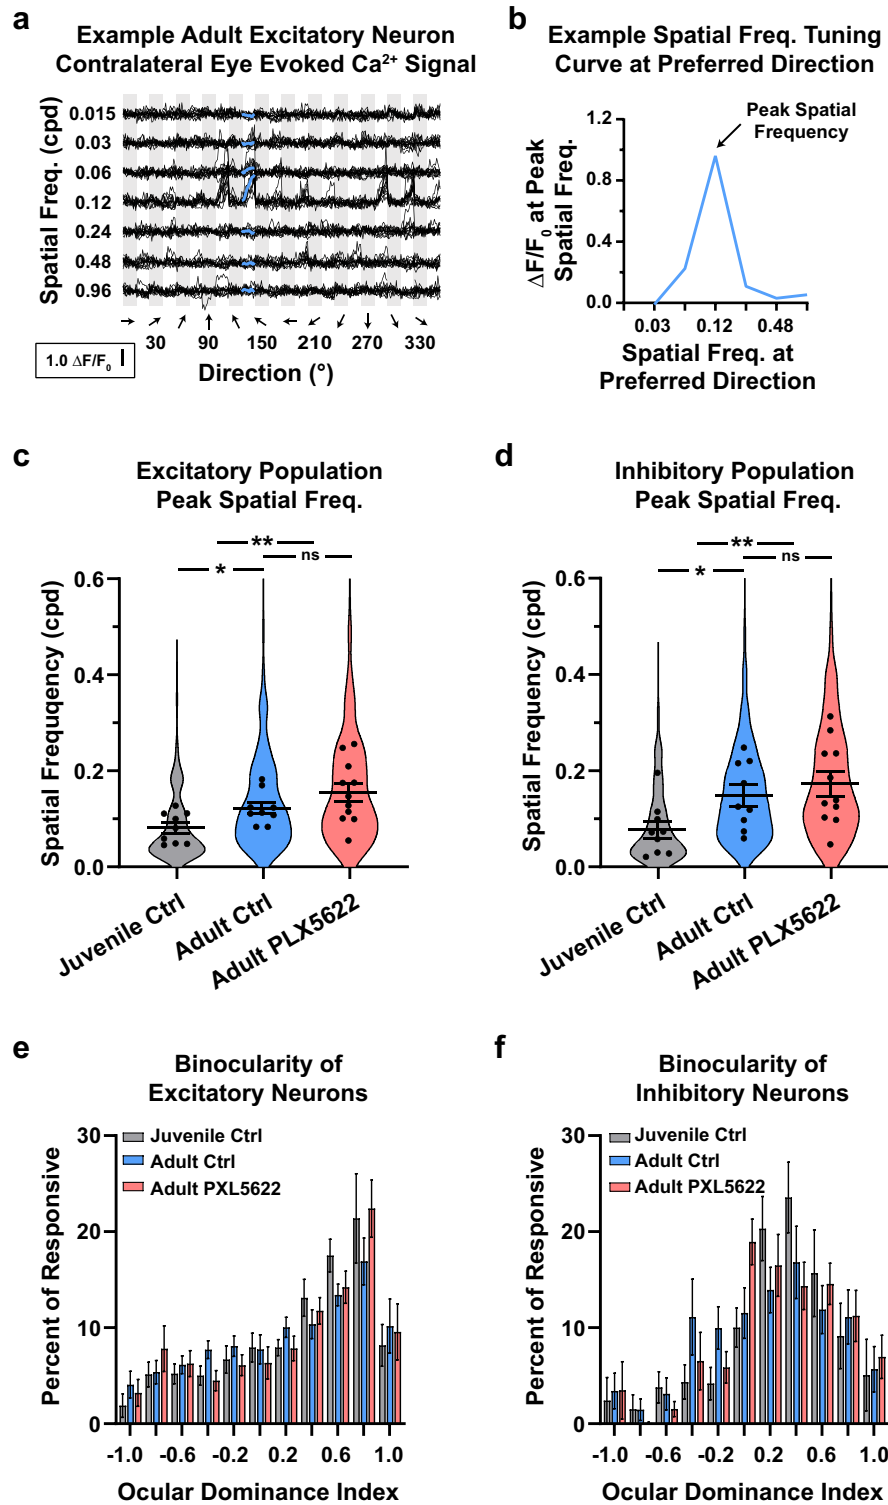 a
Example Adult Excitatory Neuron
Contralateral Eye Evoked Ca²⁺ Signal
Spatial Freq. (cpd)
0.015
0.03
0.06
0.12
0.24
0.48
0.96
30 90 150 210 270 330
1.0 ΔF/F₀
Direction (°)
b
Example Spatial Freq. Tuning
Curve at Preferred Direction
Peak Spatial
Frequency
ΔF/F₀ at Peak
Spatial Freq.
1.2
0.8
0.4
0.0
0.03 0.12 0.48
Spatial Freq. at
Preferred Direction
c
Excitatory Population
Peak Spatial Freq.
**
ns
*
Spatial Frequqency (cpd)
0.6
0.4
0.2
0.0
Juvenile Ctrl
Adult Ctrl
Adult PLX5622
d
Inhibitory Population
Peak Spatial Freq.
**
ns
*
Spatial Frequency (cpd)
0.6
0.4
0.2
0.0
Juvenile Ctrl
Adult Ctrl
Adult PLX5622
e
Binocularity of
Excitatory Neurons
Juvenile Ctrl
Adult Ctrl
Adult PXL5622
Percent of Responsive
30
20
10
0
-1.0 -0.6 -0.2 0.2 0.6 1.0
Ocular Dominance Index
f
Binocularity of
Inhibitory Neurons
Juvenile Ctrl
Adult Ctrl
Adult PXL5622
Percent of Responsive
30
20
10
0
-1.0 -0.6 -0.2 0.2 0.6 1.0
Ocular Dominance Index